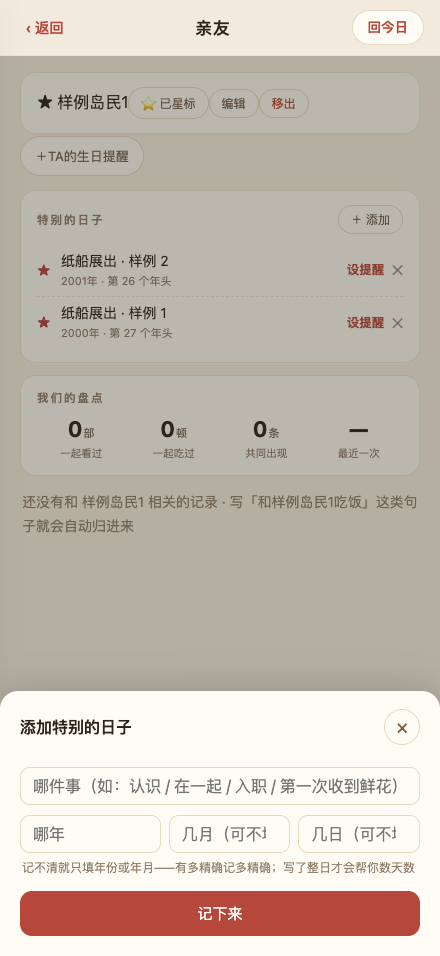 ‹ 返回
亲友
回今日
★ 样例岛民1
⭐ 已星标
编辑
移出
＋TA的生日提醒
特别的日子
＋ 添加
纸船展出 · 样例 2
2001年 · 第 26 个年头
设提醒 ×
纸船展出 · 样例 1
2000年 · 第 27 个年头
设提醒 ×
我们的盘点
0部
0顿
0条
—
一起看过
一起吃过
共同出现
最近一次
还没有和 样例岛民1 相关的记录 · 写「和样例岛民1吃饭」这类句
子就会自动归进来
添加特别的日子
×
哪件事（如：认识 / 在一起 / 入职 / 第一次收到鲜花）
哪年
几月（可不
几日（可不
记不清就只填年份或年月——有多精确记多精确；写了整日才会帮你数天数
记下来